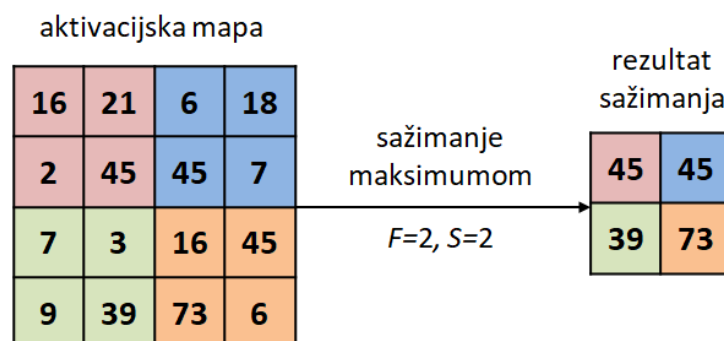 aktivacijska mapa
16 21 6 18
2 45 45 7
7 3 16 45
9 39 73 6
sažimanje
maksimumom
F=2, S=2
rezultat
sažimanja
45 45
39 73